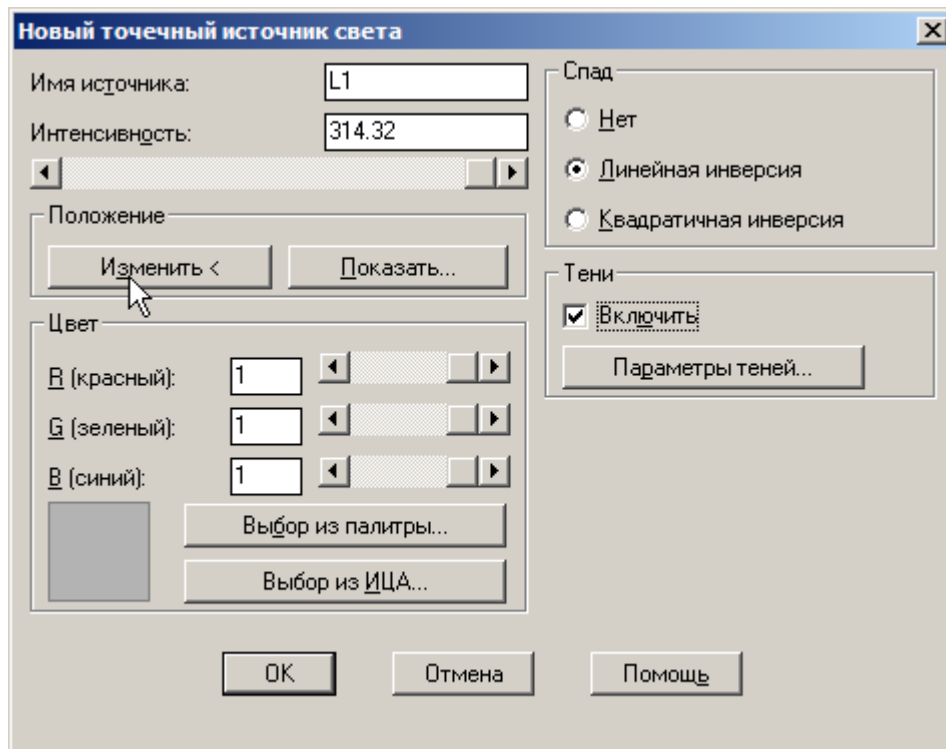 Новый точечный источник света
Имя источника:
L1
Интенсивность:
314.32
Положение
Изменить <
Показать...
Цвет
R (красный):
1
G (зеленый):
1
B (синий):
1
Выбор из палитры...
Выбор из ИЦА...
Спад
Нет
Линейная инверсия
Квадратичная инверсия
Тени
Включить
Параметры теней...
OK
Отмена
Помощь